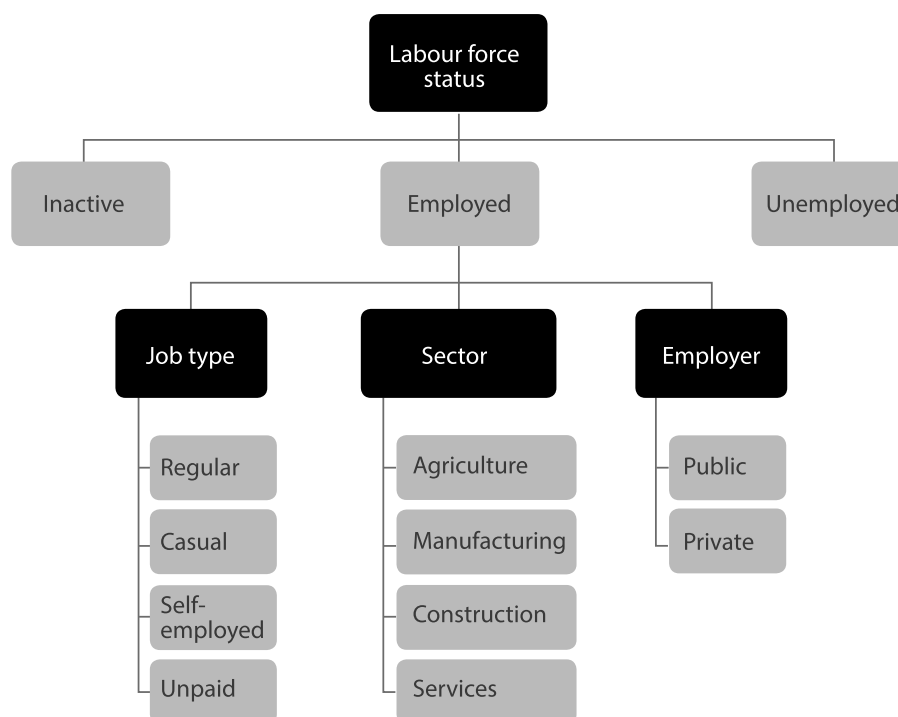 Labour force
status
Inactive
Employed
Unemployed
Job type
Sector
Employer
Regular
Casual
Self-
employed
Unpaid
Agriculture
Manufacturing
Construction
Services
Public
Private